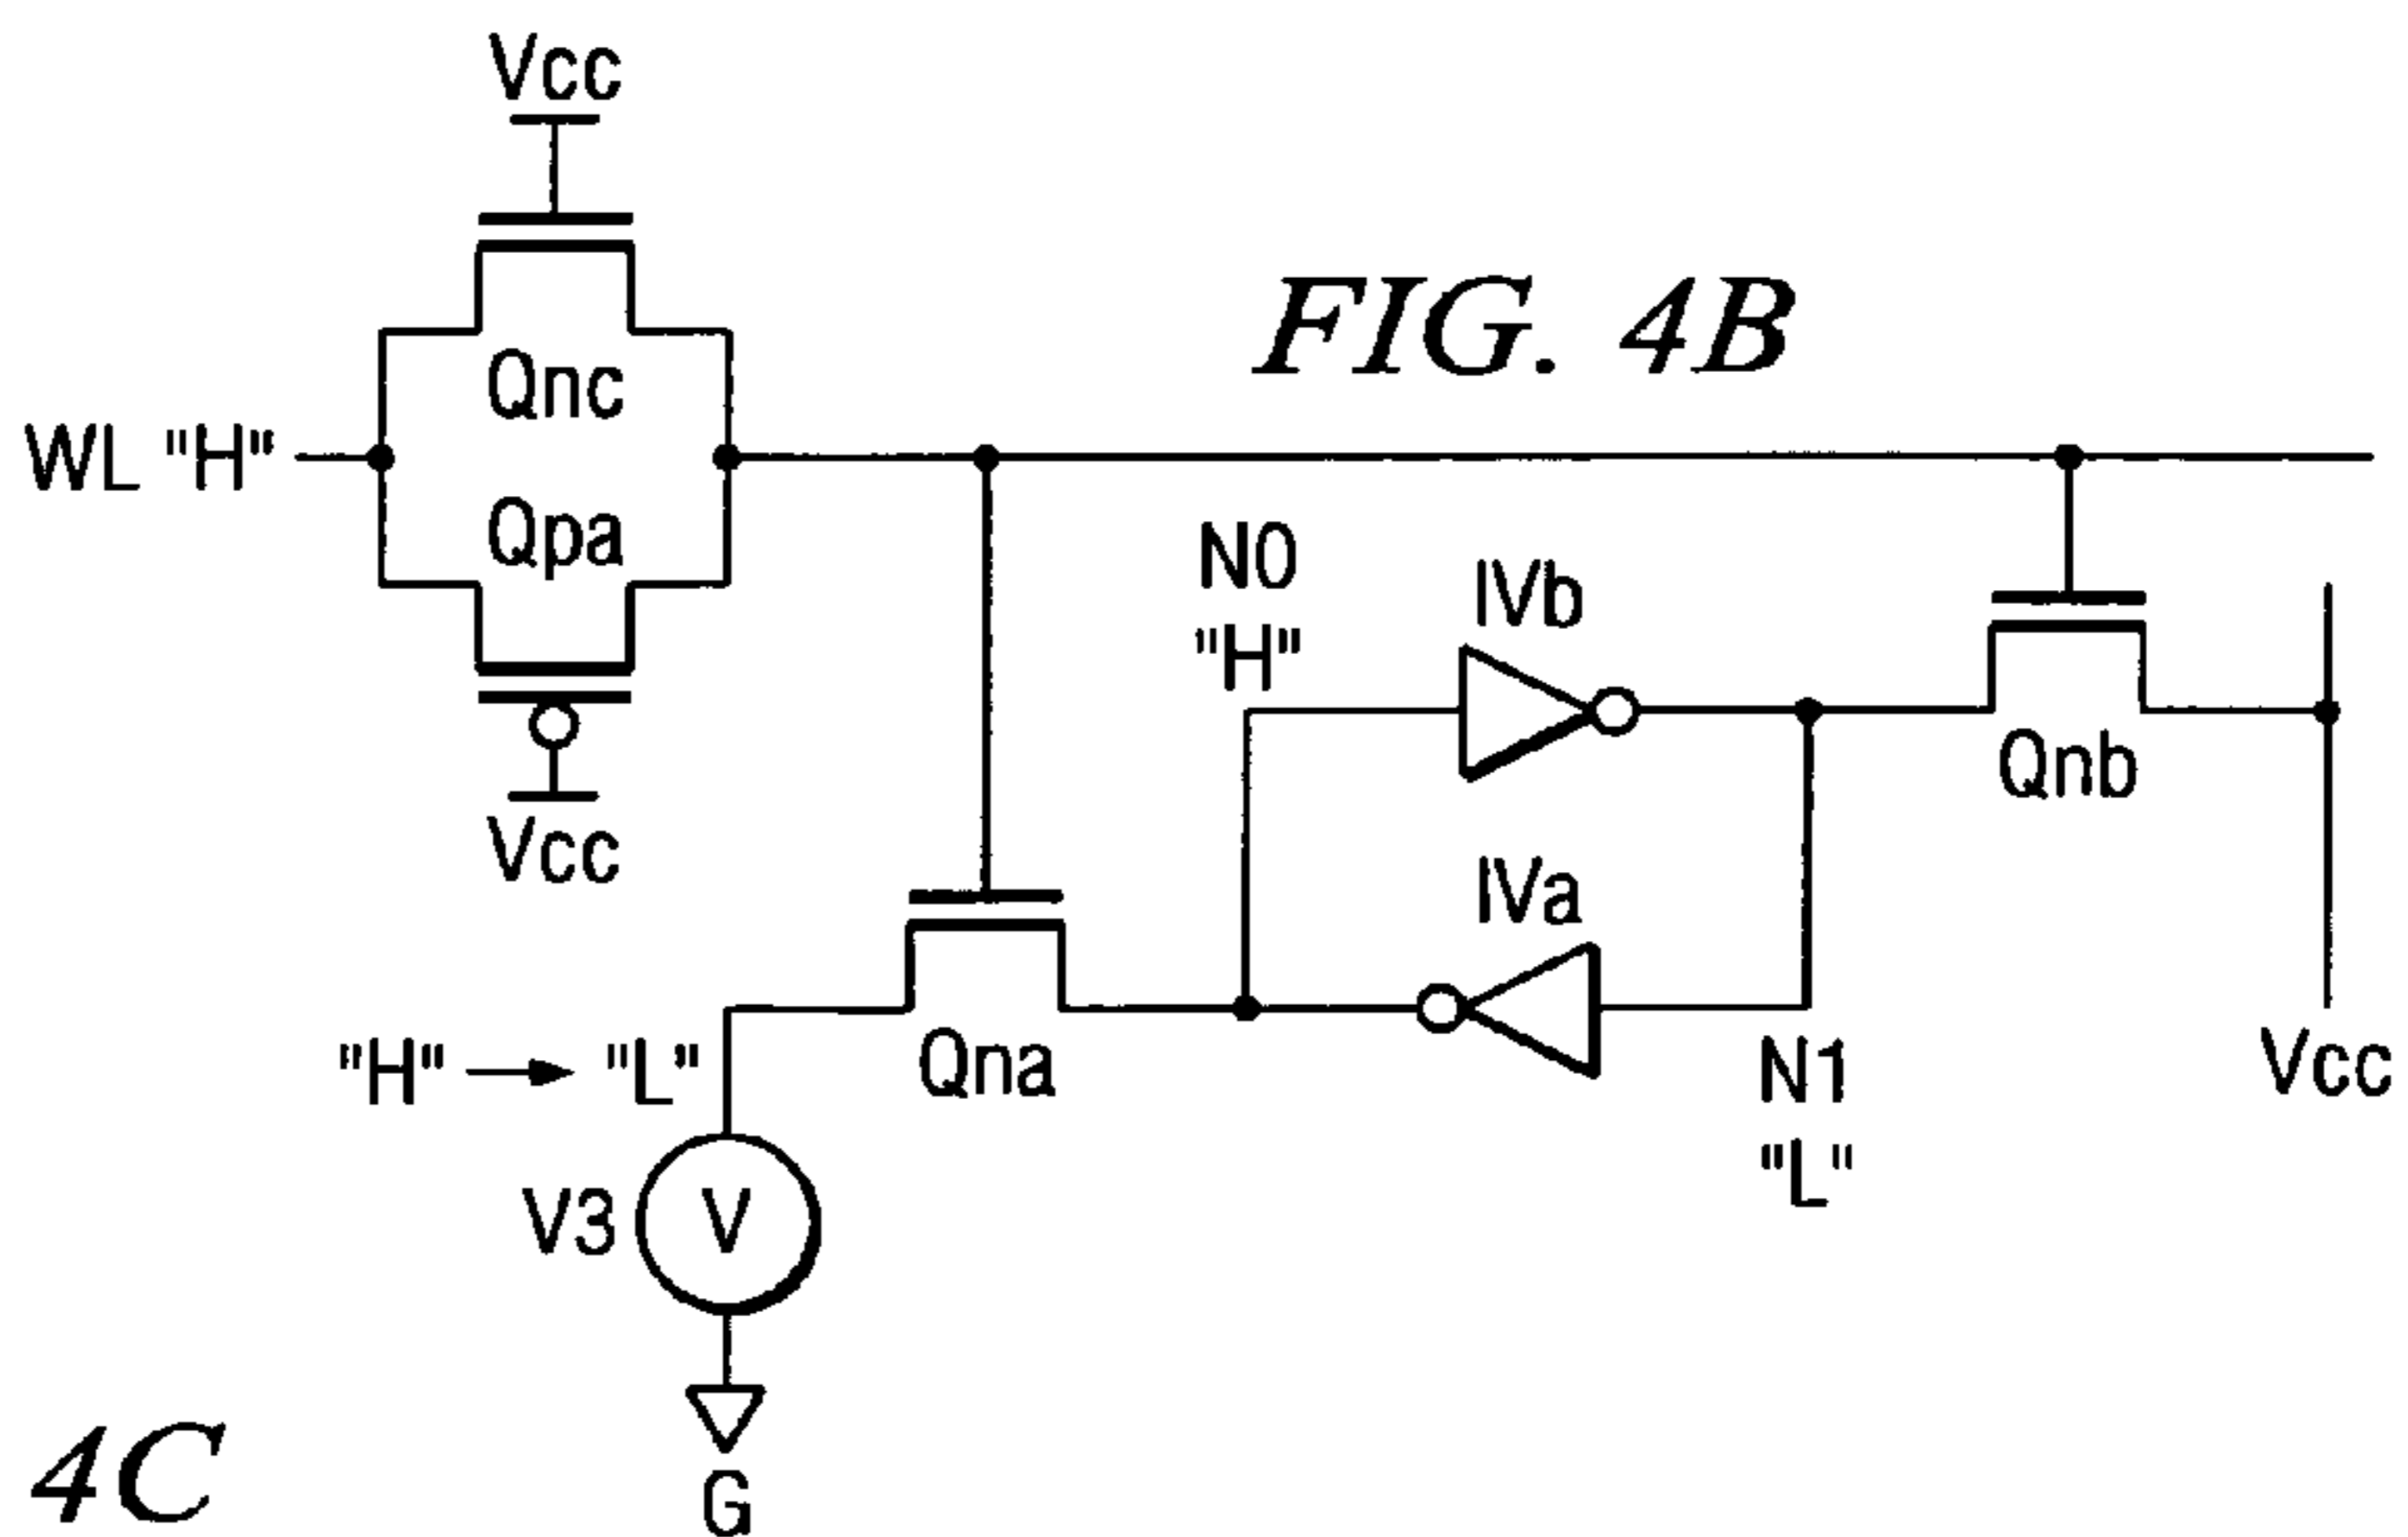 Vcc
Qnc
FIG. 4B
WL "H"
Qpa
Vcc
N0
"H"
IVb
Qnb
IVa
"H" → "L"
Qna
N1
"L"
Vcc
V3
V
G
4C